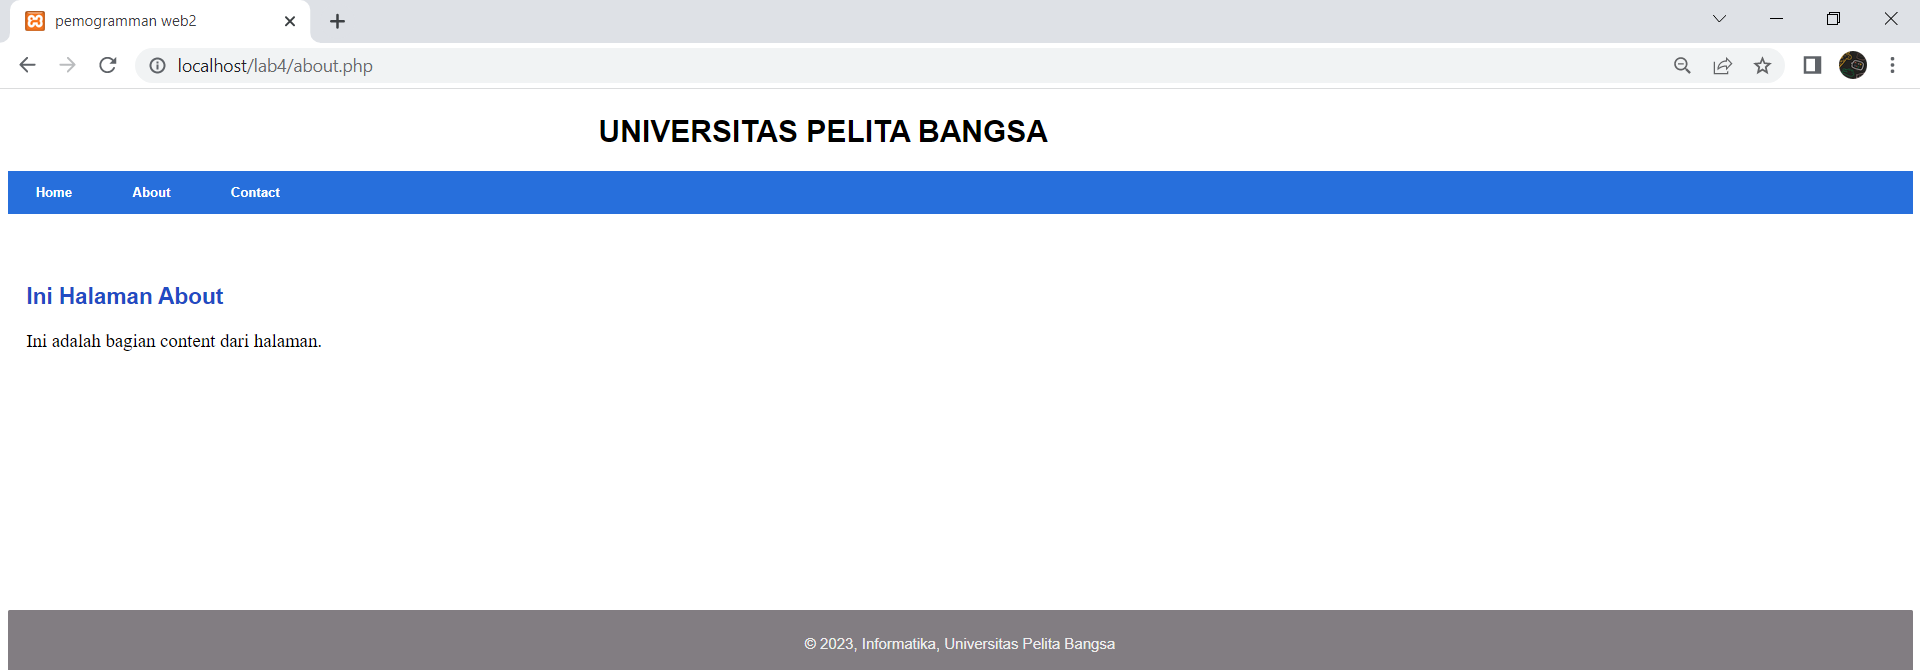 pemogramman web2
localhost/lab4/about.php
UNIVERSITAS PELITA BANGSA
Home About Contact
Ini Halaman About
Ini adalah bagian content dari halaman.
© 2023, Informatika, Universitas Pelita Bangsa